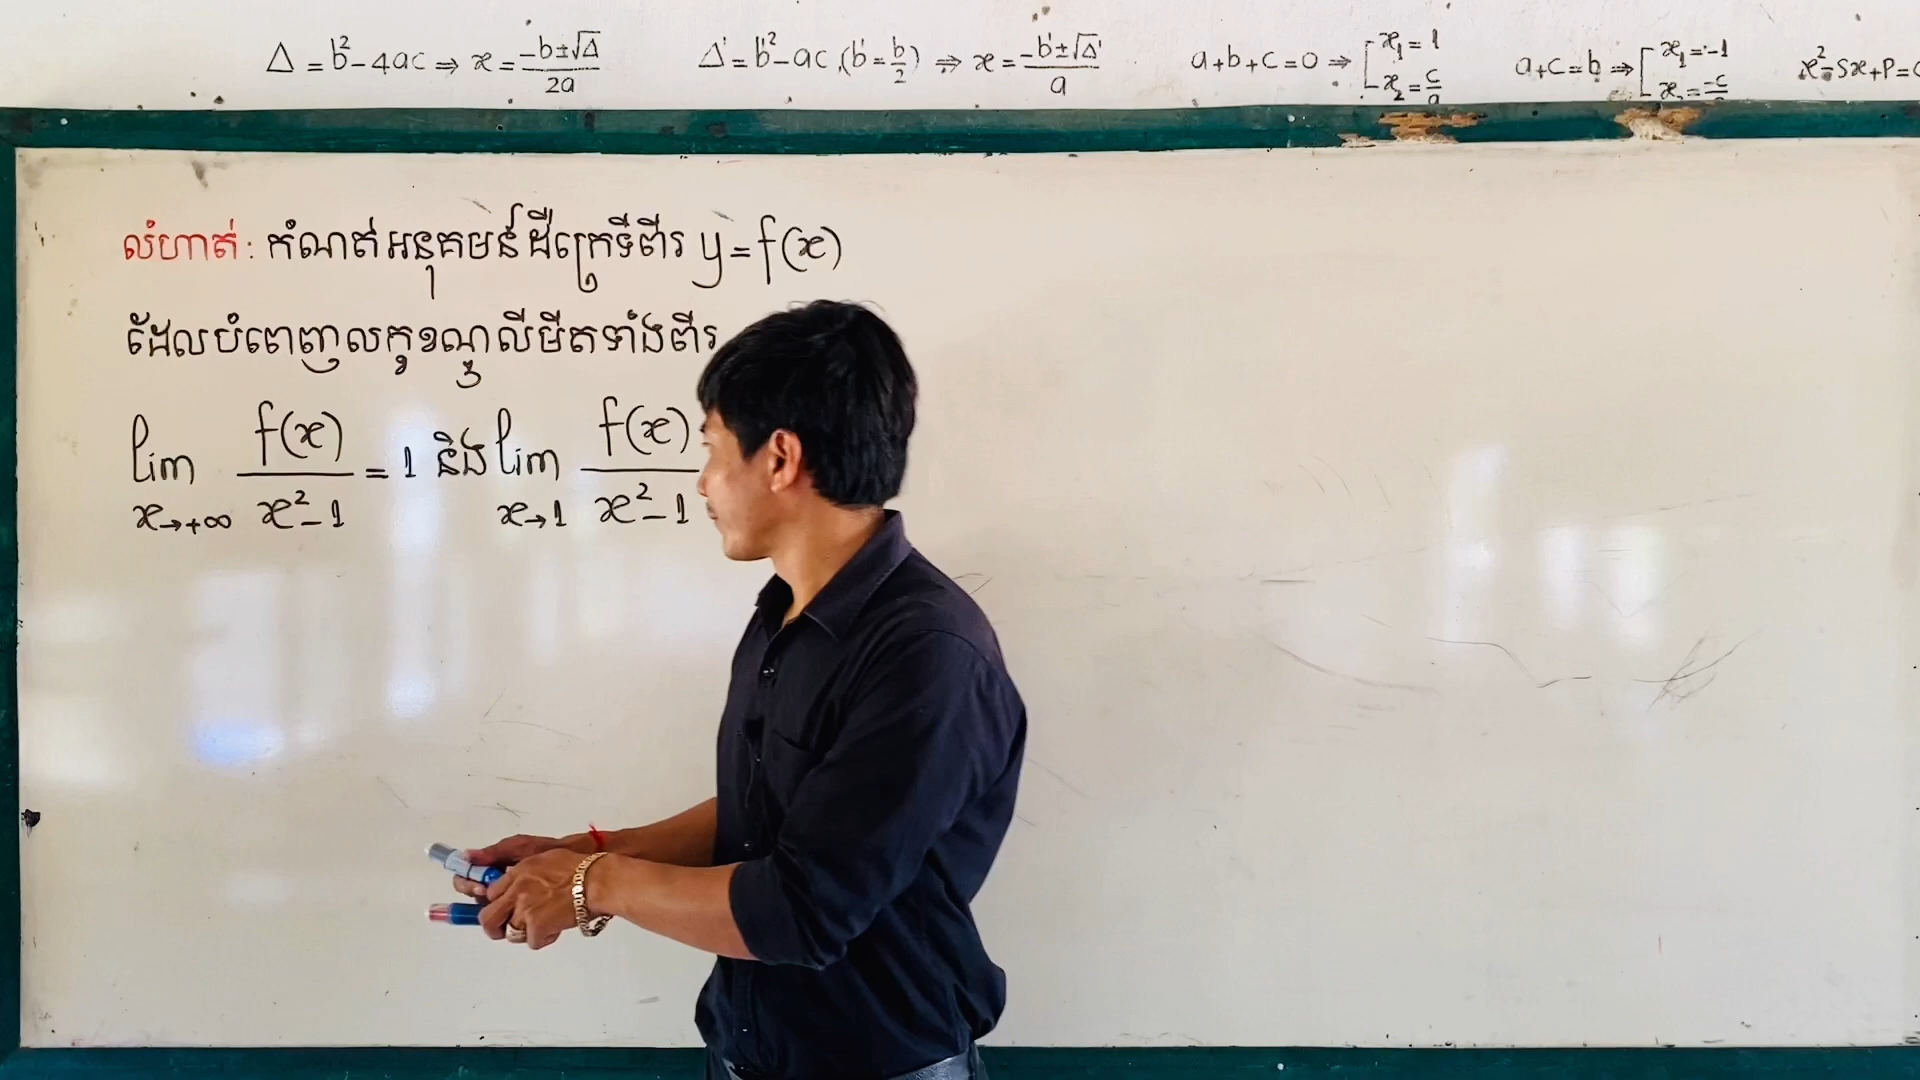 Δ = b² - 4ac ⇒ x = (-b ± √Δ)/2a    Δ' = b'² - ac, (b' = b/2) ⇒ x = (-b' ± √Δ')/a    a+b+c=0 ⇒ [x₁ = 1, x₂ = c/a    a+c=b ⇒ [x₁ = -1, x₂ = -c/a    x² - Sx + P =
លំហាត់: កំណត់អនុគមន៍ដឺក្រេទីពីរ y = f(x)
ដែលបំពេញលក្ខខណ្ឌលីមីតទាំងពីរ
lim x→+∞ f(x)/(x²-1) = 1 និង lim x→1 f(x)/(x²-1)